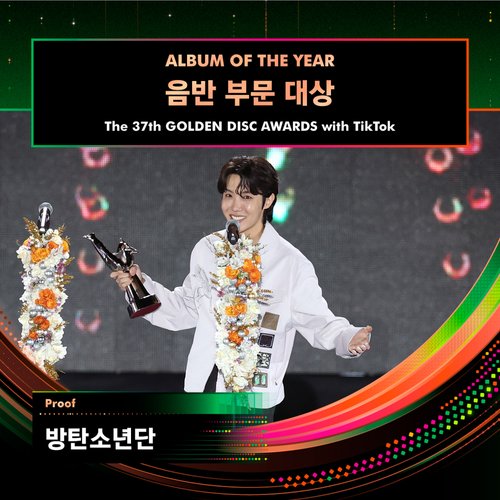 ALBUM OF THE YEAR
음반 부문 대상
The 37th GOLDEN DISC AWARDS with TikTok
Proof
방탄소년단